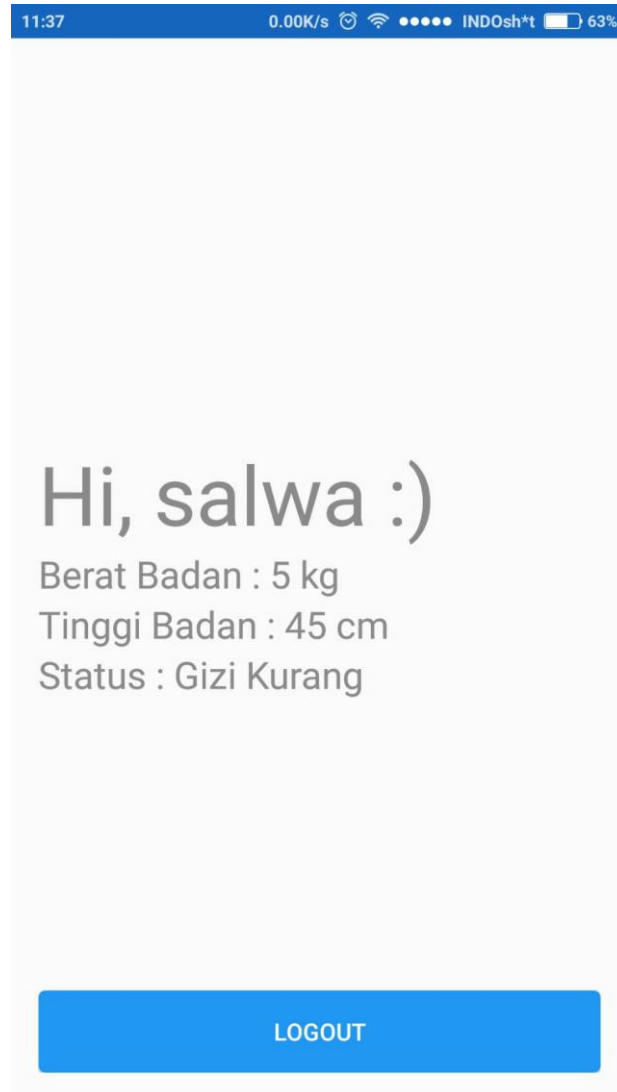 11:37 0.00K/s INDOsh*t 63%
Hi, salwa :)
Berat Badan : 5 kg
Tinggi Badan : 45 cm
Status : Gizi Kurang
LOGOUT